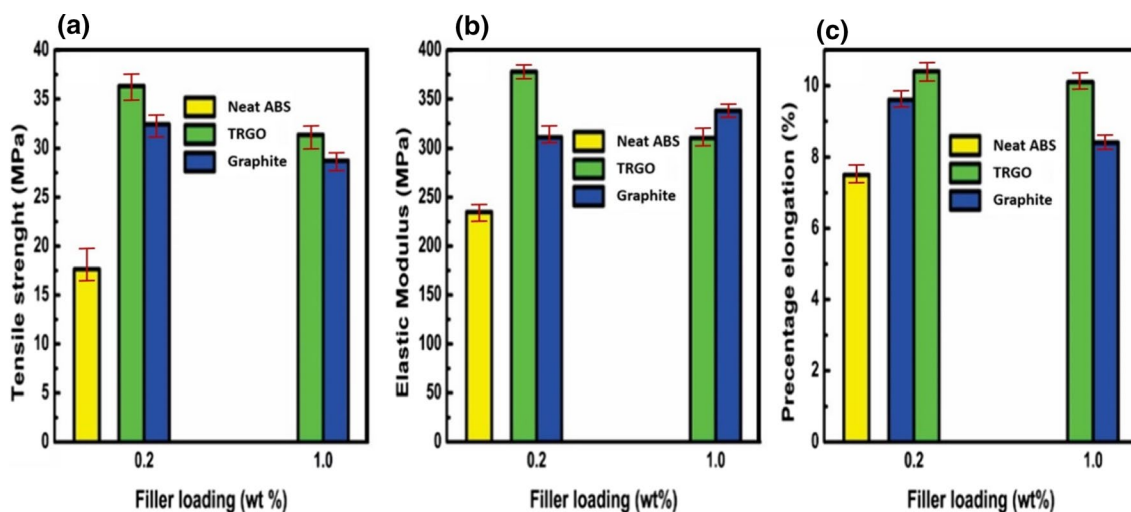 (a)
40
35
30
25
20
15
10
5
0
Tensile strenght (MPa)
Neat ABS
TRGO
Graphite
0.2
1.0
Filler loading (wt %)
(b)
400
350
300
250
200
150
100
50
0
Elastic Modulus (MPa)
Neat ABS
TRGO
Graphite
0.2
1.0
Filler loading (wt%)
(c)
10
8
6
4
2
0
Precentage elongation (%)
Neat ABS
TRGO
Graphite
0.2
1.0
Filler loading (wt%)